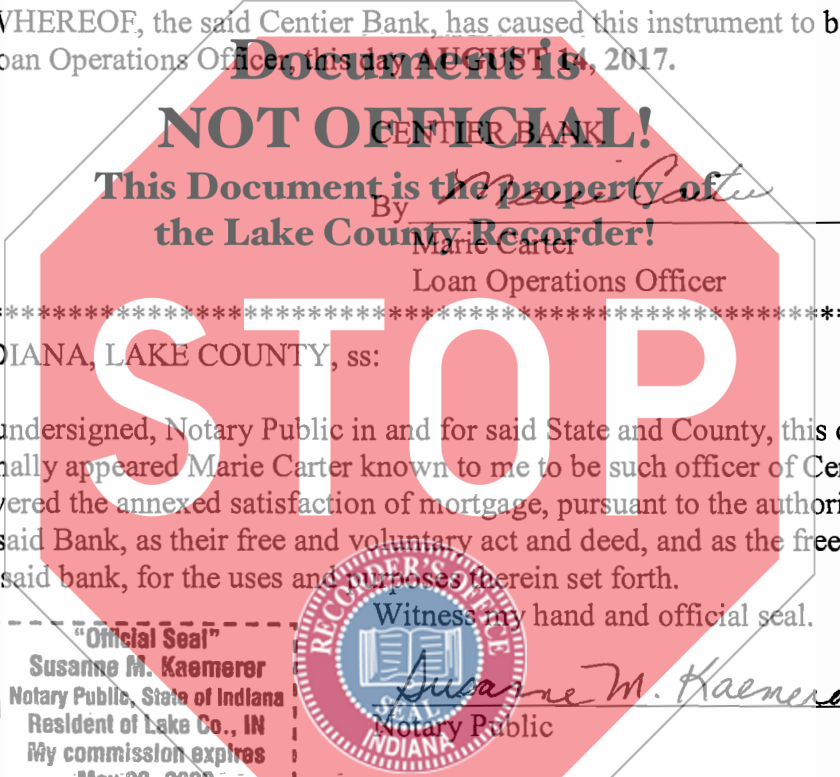 WHEREOF, the said Centier Bank, has caused this instrument to b
oan Operations Officer, this day AUGUST 14, 2017.
Document is
NOT OFFICIAL!
CENTIER BANK
This Document is the property of
By Marie Carter
the Lake County Recorder!
Marie Carter
Loan Operations Officer
STOP
DIANA, LAKE COUNTY, ss:
undersigned, Notary Public in and for said State and County, this
nally appeared Marie Carter known to me to be such officer of Ce
vered the annexed satisfaction of mortgage, pursuant to the author
said Bank, as their free and voluntary act and deed, and as the free
said bank, for the uses and purposes therein set forth.
Witness my hand and official seal.
RECORDER'S OFFICE
SEAL
INDIANA
"Official Seal"
Susanne M. Kaemerer
Notary Public, State of Indiana
Resident of Lake Co., IN
My commission expires
Susanne M. Kaemere
Notary Public